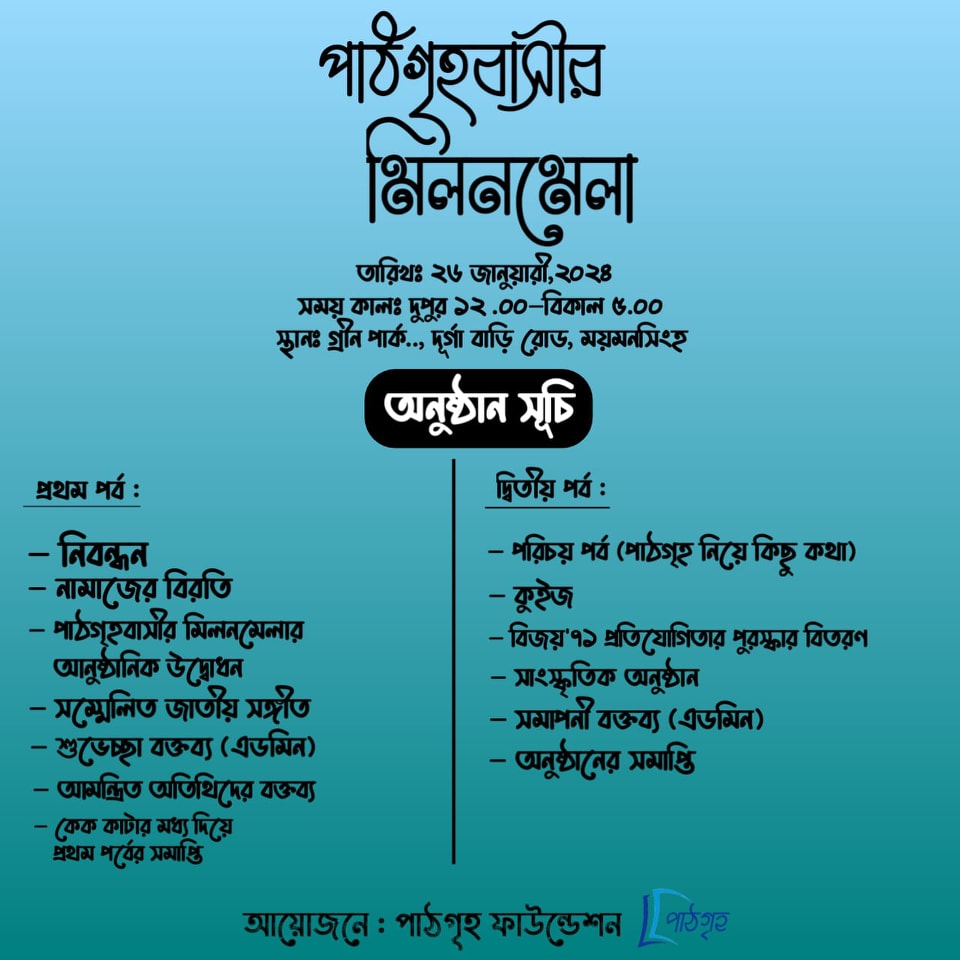 পাঠগৃহবাসীর
মিলনমেলা
তারিখঃ ২৬ জানুয়ারী,২০২৪
সময় কালঃ দুপুর ১২ .০০-বিকাল ৫.০০
স্থানঃ গ্রীন পার্ক.., দূর্গা বাড়ি রোড, ময়মনসিংহ
অনুষ্ঠান সূচি
প্রথম পর্ব :
- নিবন্ধন
- নামাজের বিরতি
- পাঠগৃহবাসীর মিলনমেলার
আনুষ্ঠানিক উদ্বোধন
- সম্মেলিত জাতীয় সঙ্গীত
- শুভেচ্ছা বক্তব্য (এডমিন)
- আমন্ত্রিত অতিথিদের বক্তব্য
- কেক কাটার মধ্য দিয়ে
প্রথম পর্বের সমাপ্তি
দ্বিতীয় পর্ব :
- পরিচয় পর্ব (পাঠগৃহ নিয়ে কিছু কথা)
- কুইজ
- বিজয়'৭১ প্রতিযোগিতার পুরস্কার বিতরণ
- সাংস্কৃতিক অনুষ্ঠান
- সমাপনী বক্তব্য (এডমিন)
- অনুষ্ঠানের সমাপ্তি
আয়োজনে : পাঠগৃহ ফাউন্ডেশন
পাঠগৃহ